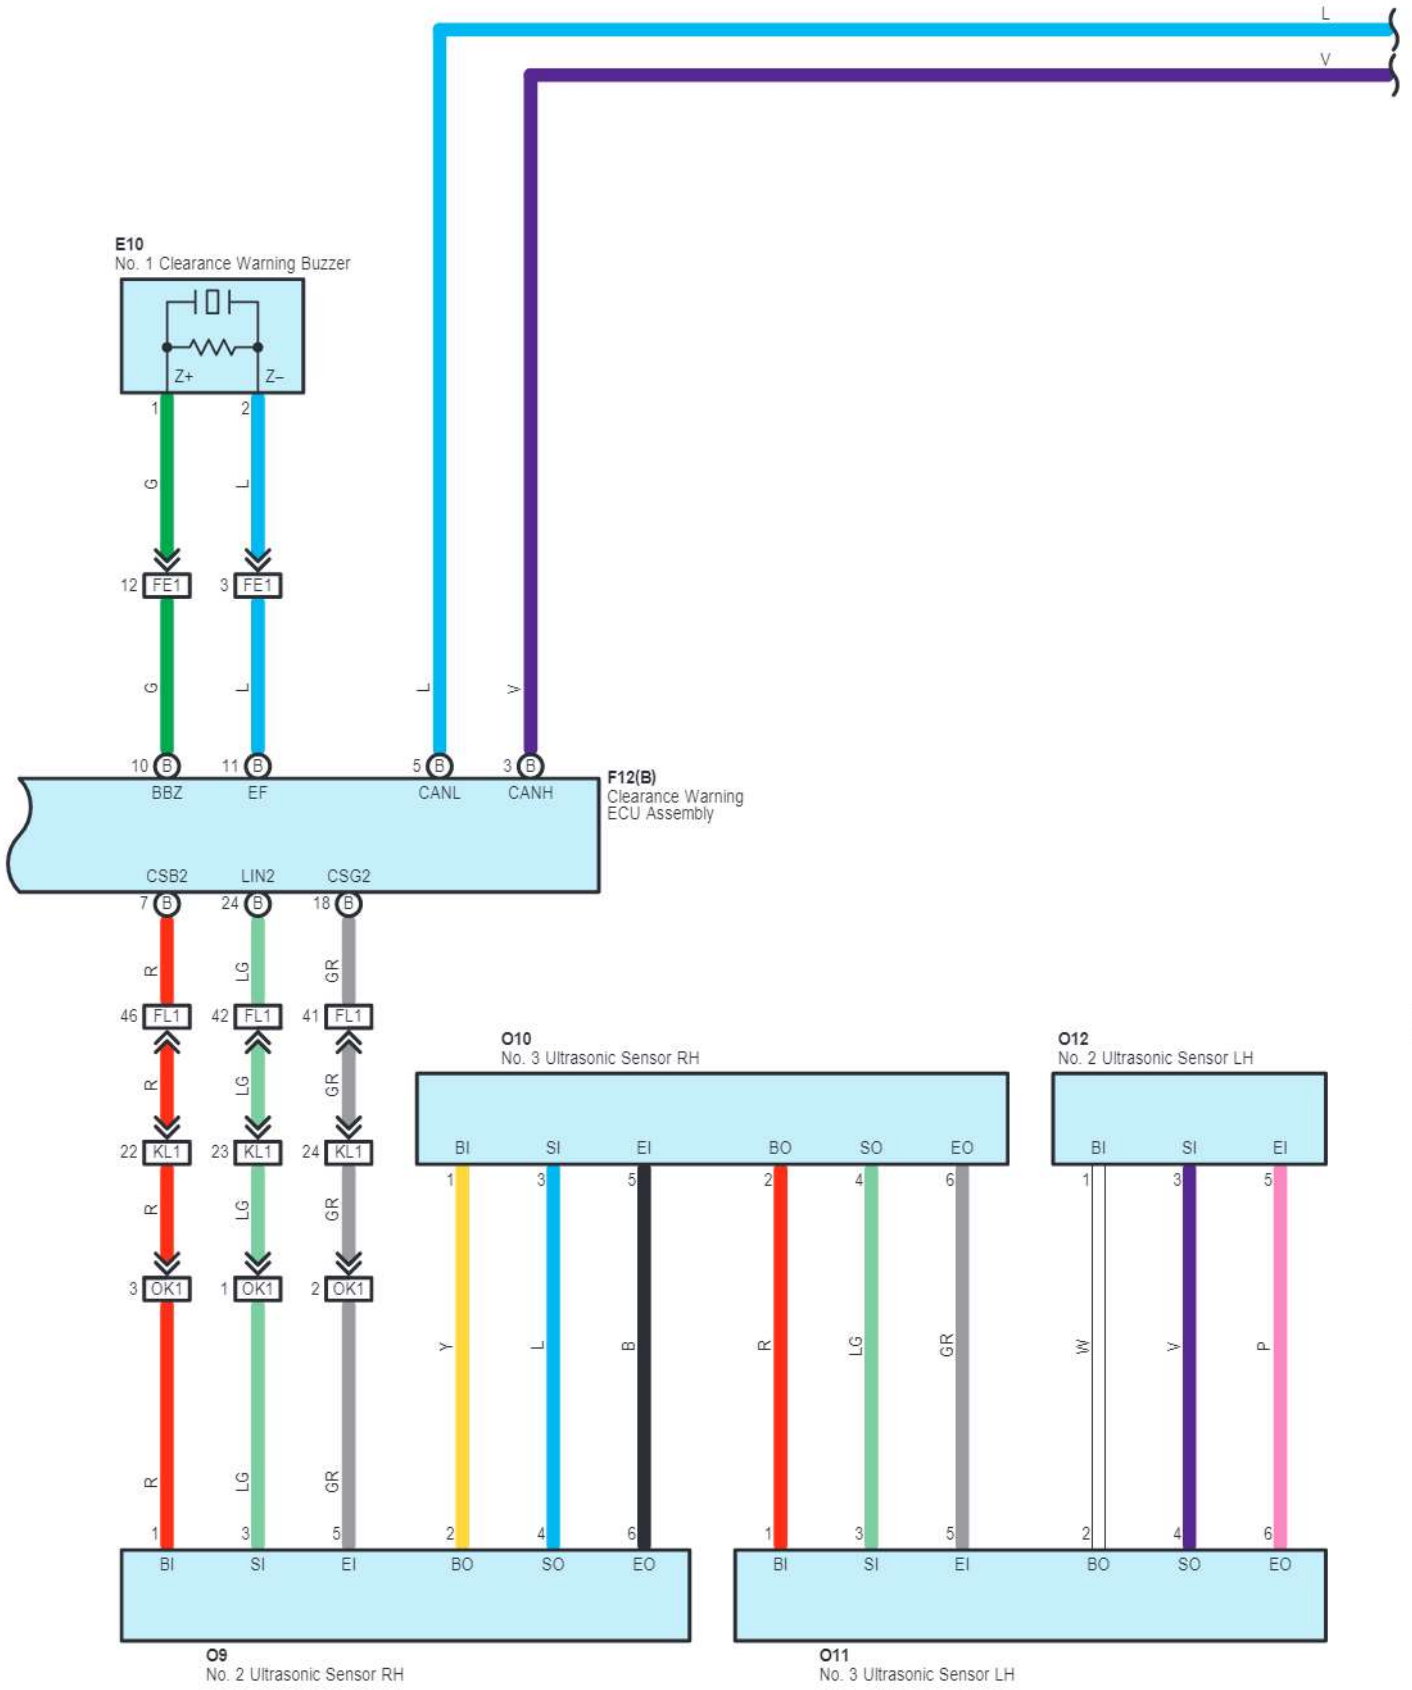 L
V
E10
No. 1 Clearance Warning Buzzer
Z+ Z–
1 2
G L
12 FE1 3 FE1
G L L V
10 B 11 B 5 B 3 B
BBZ EF CANL CANH
F12(B)
Clearance Warning
ECU Assembly
CSB2 LIN2 CSG2
7 B 24 B 18 B
R LG GR
46 FL1 42 FL1 41 FL1
R LG GR
22 KL1 23 KL1 24 KL1
R LG GR
3 OK1 1 OK1 2 OK1
O10
No. 3 Ultrasonic Sensor RH
BI SI EI BO SO EO
1 3 5 2 4 6
O12
No. 2 Ultrasonic Sensor LH
BI SI EI
1 3 5
Y L B R LG GR W V P
R LG GR
1 3 5 2 4 6
BI SI EI BO SO EO
O9
No. 2 Ultrasonic Sensor RH
1 3 5 2 4 6
BI SI EI BO SO EO
O11
No. 3 Ultrasonic Sensor LH